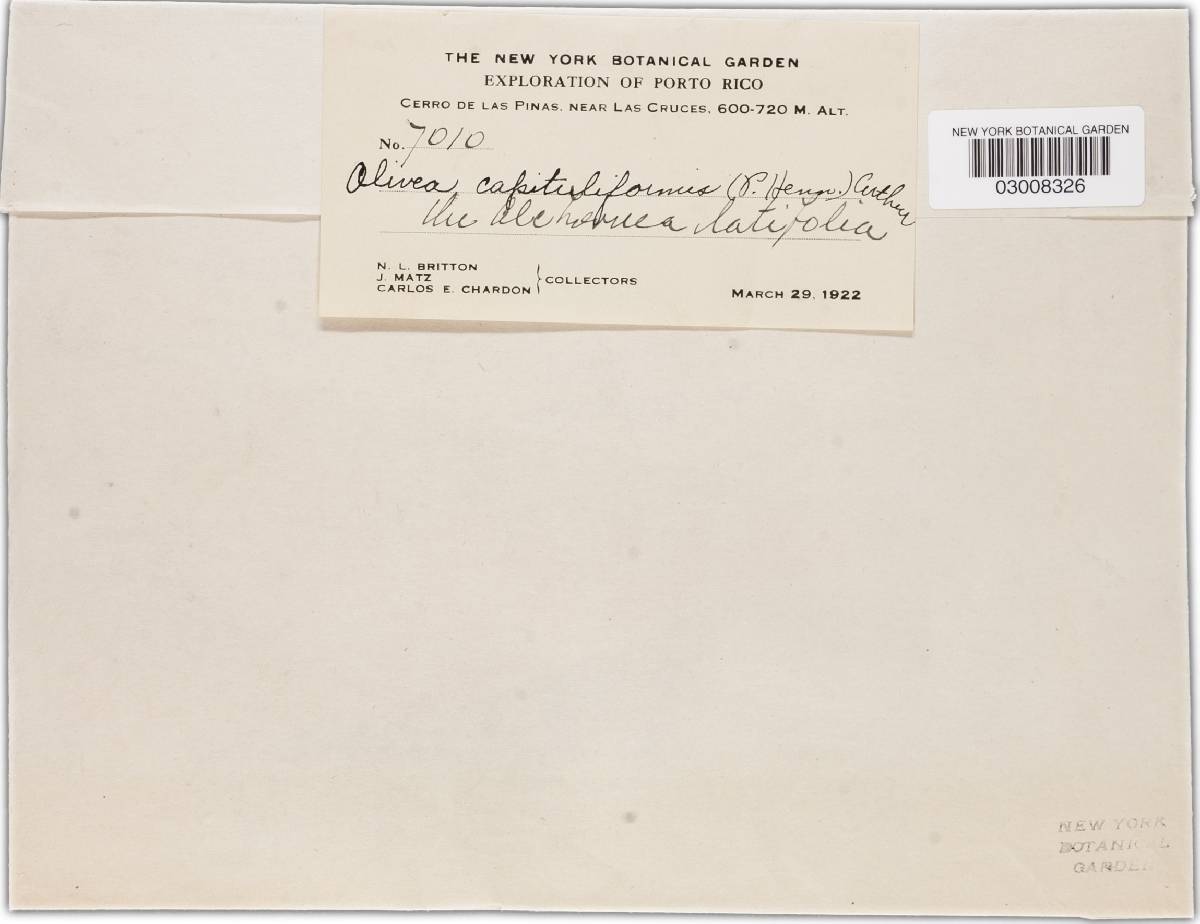 THE NEW YORK BOTANICAL GARDEN
EXPLORATION OF PORTO RICO
CERRO DE LAS PINAS, NEAR LAS CRUCES, 600-720 M. ALT.
No. 7010
Olivea capituliformis (P. Henn.) Arthur
Alchornea latifolia
N. L. BRITTON
J. MATZ
CARLOS E. CHARDON
COLLECTORS
MARCH 29, 1922
NEW YORK BOTANICAL GARDEN
03008326
NEW YORK
BOTANICAL
GARDEN